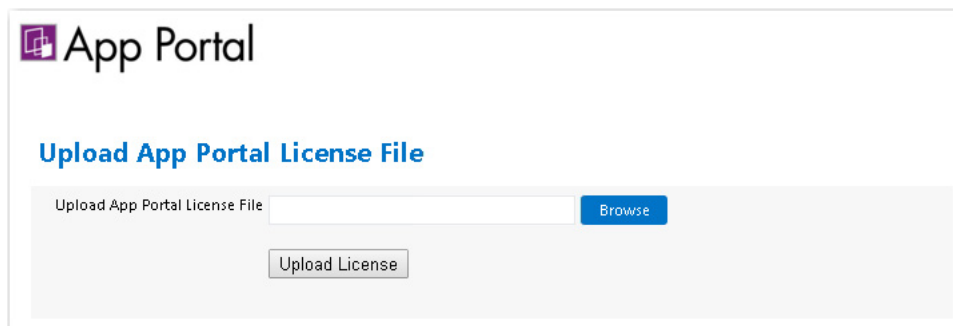 App Portal
Upload App Portal License File
Upload App Portal License File Browse
Upload License